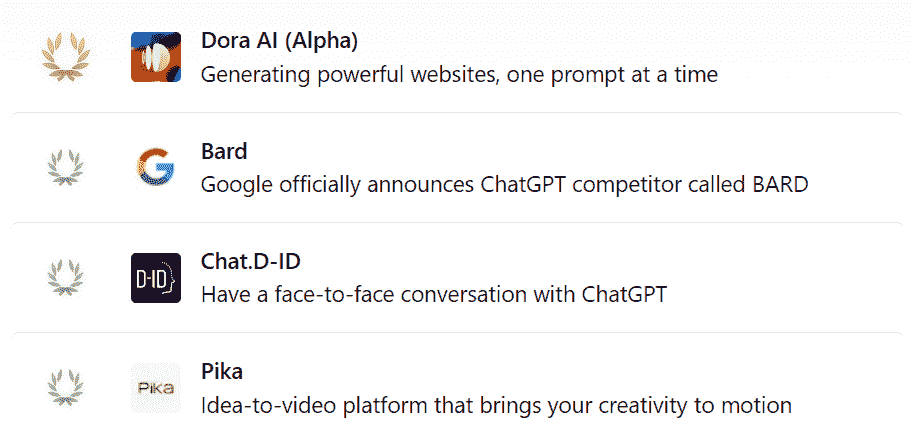 Dora AI (Alpha)
Generating powerful websites, one prompt at a time
Bard
Google officially announces ChatGPT competitor called BARD
D-ID
Chat.D-ID
Have a face-to-face conversation with ChatGPT
Pika
Pika
Idea-to-video platform that brings your creativity to motion